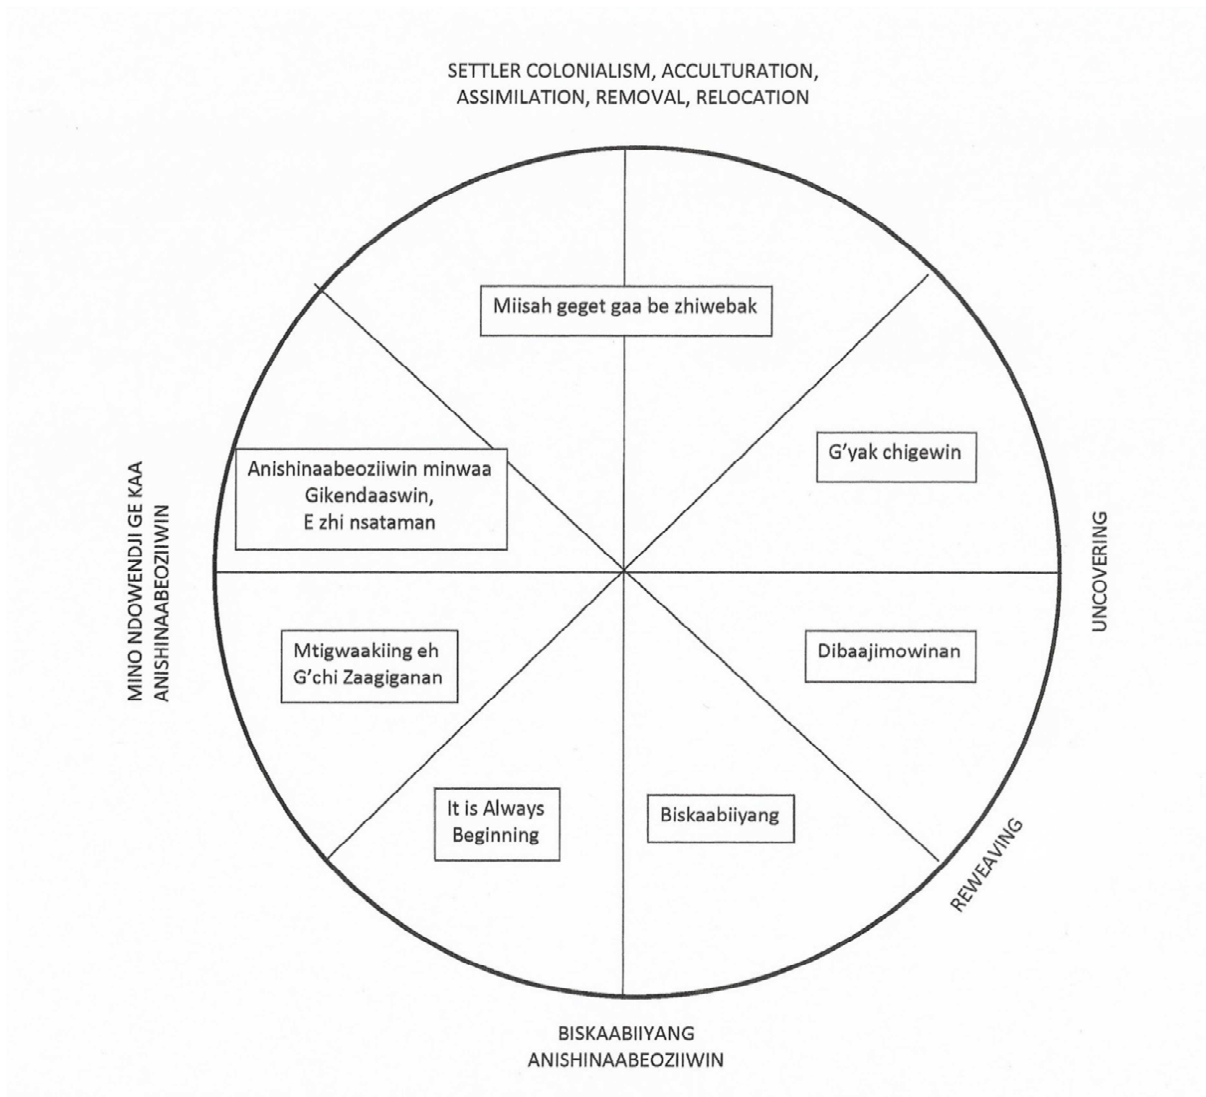 SETTLER COLONIALISM, ACCULTURATION,
ASSIMILATION, REMOVAL, RELOCATION
Miisah geget gaa be zhiwebak
G'yak chigewin
Anishinaabeoziiwin minwaa
Gikendaaswin,
E zhi nsataman
MINO NDOWENDJI GE KAA
ANISHINAABEOZIIWIN
UNCOVERING
Mtigwaakiing eh
G'chi Zaagiganan
Dibaajimowinan
It is Always
Beginning
Biskaabiiyang
REWEAVING
BISKAABIIYANG
ANISHINAABEOZIIWIN